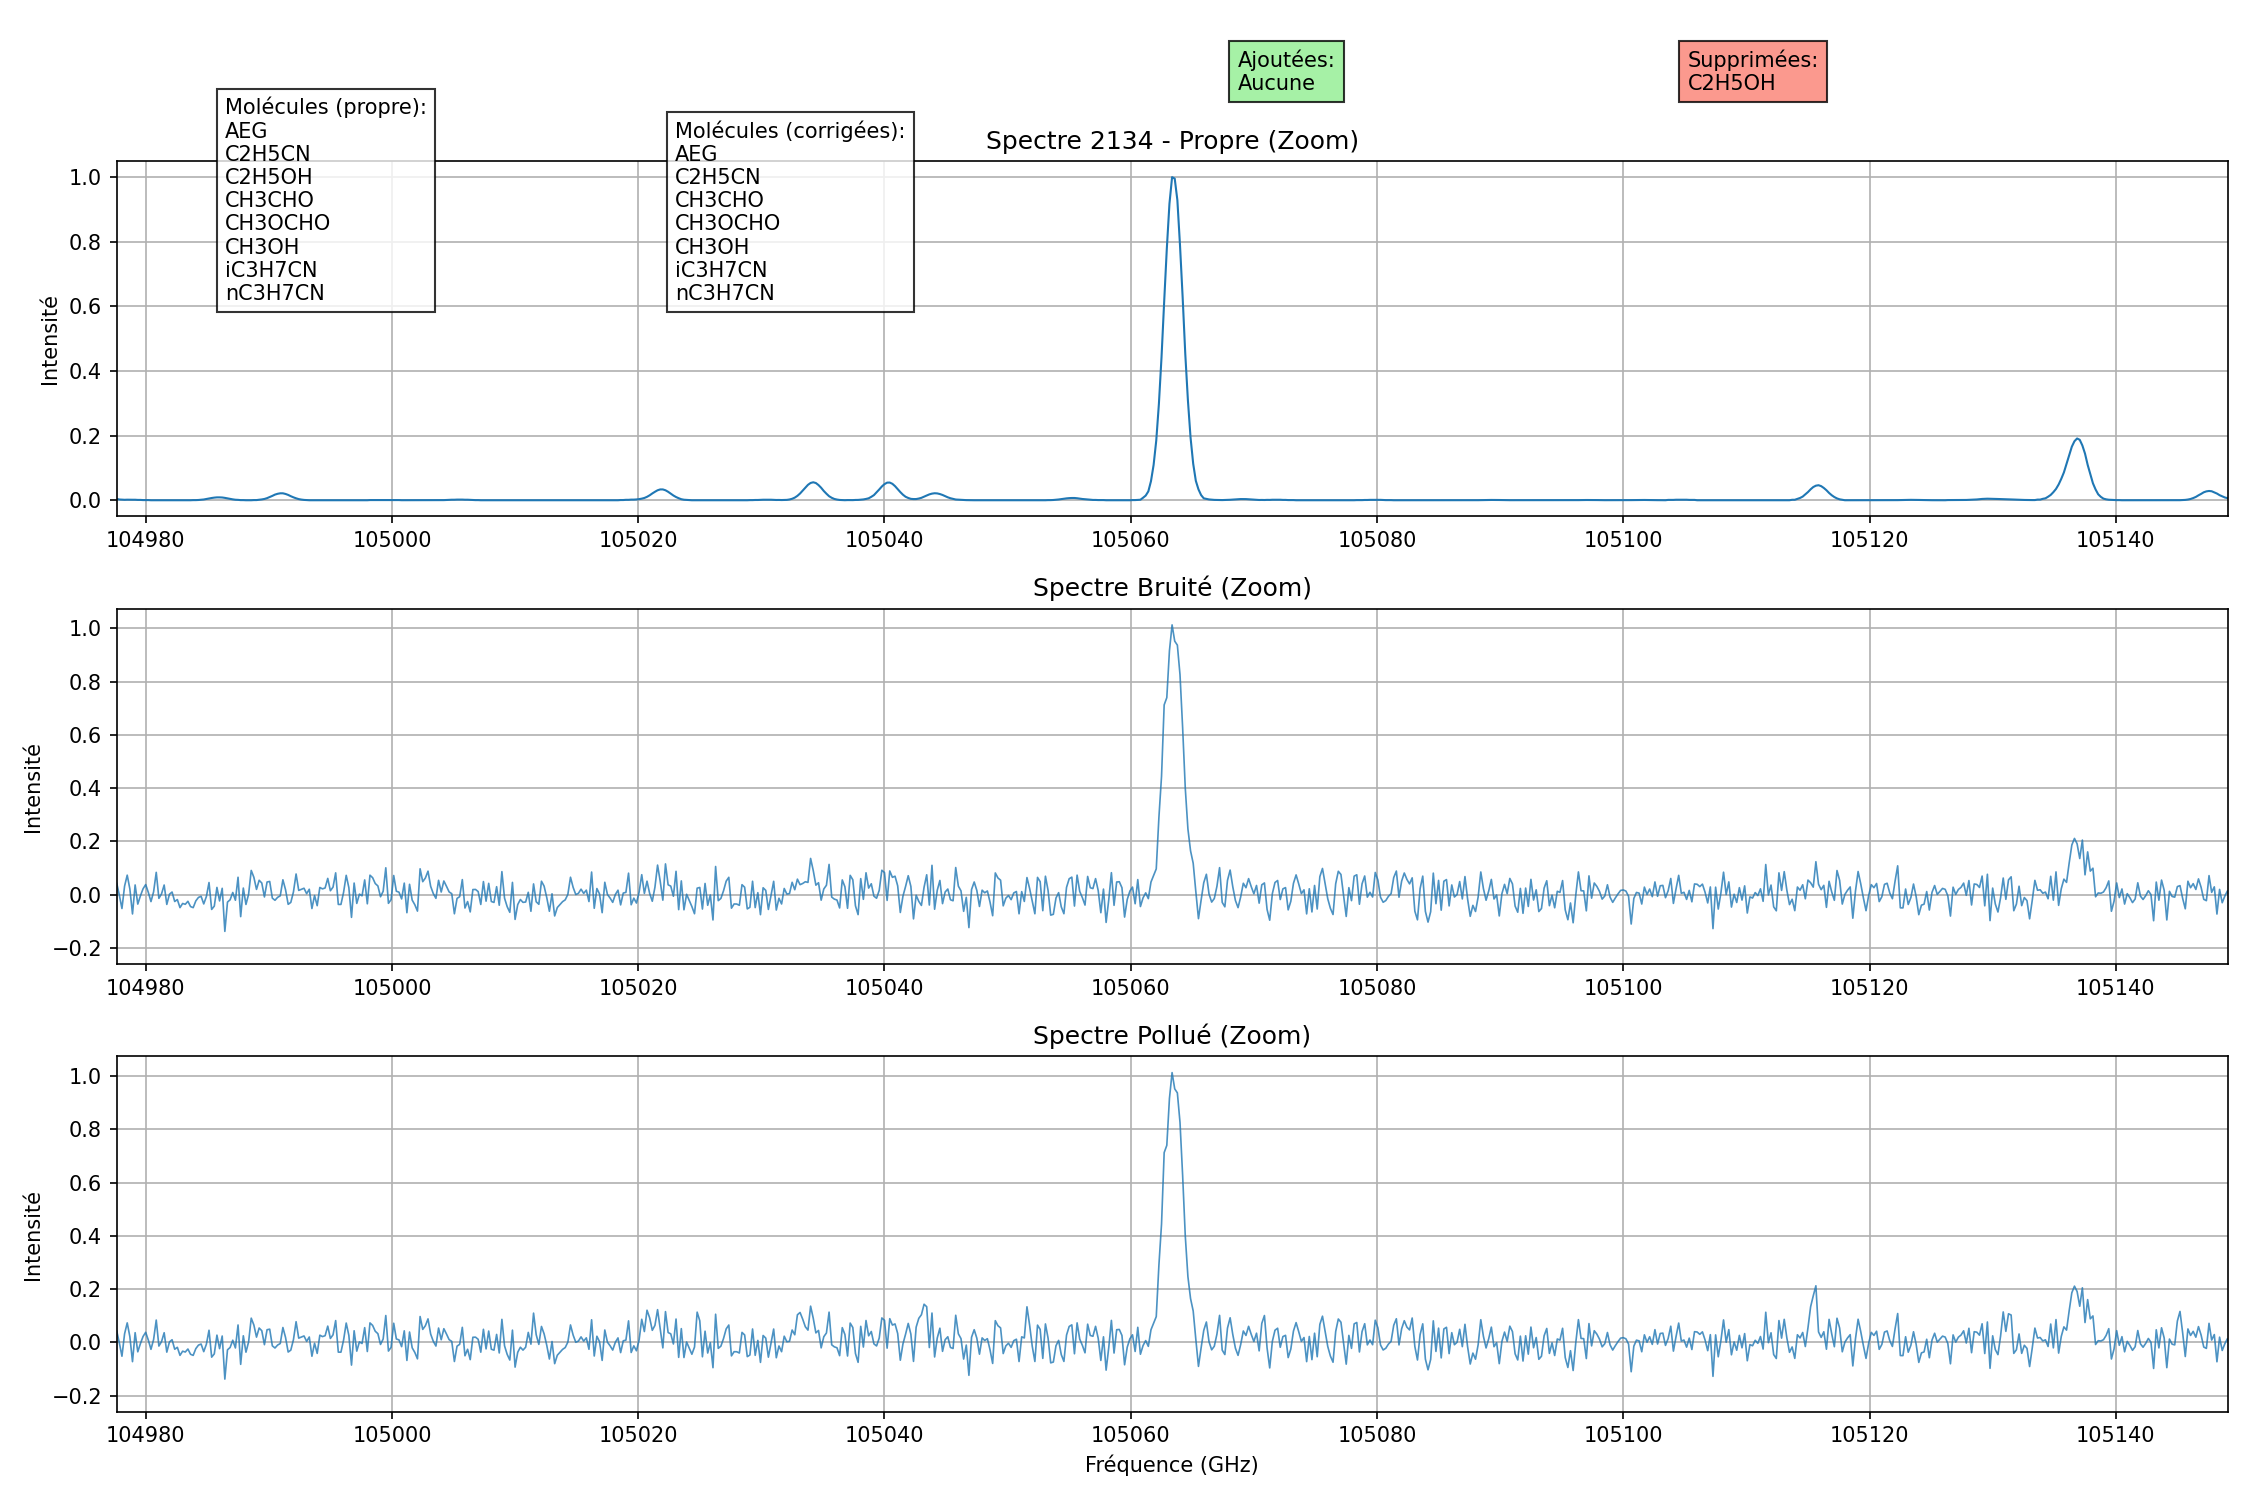 Ajoutées:
Aucune
Supprimées:
C2H5OH
Molécules (propre):
AEG
C2H5CN
C2H5OH
CH3CHO
CH3OCHO
CH3OH
iC3H7CN
nC3H7CN
Molécules (corrigées):
AEG
C2H5CN
CH3CHO
CH3OCHO
CH3OH
iC3H7CN
nC3H7CN
Spectre 2134 - Propre (Zoom)
Intensité
1.0
0.8
0.6
0.4
0.2
0.0
104980 105000 105020 105040 105060 105080 105100 105120 105140
Spectre Bruité (Zoom)
Intensité
1.0
0.8
0.6
0.4
0.2
0.0
−0.2
104980 105000 105020 105040 105060 105080 105100 105120 105140
Spectre Pollué (Zoom)
Intensité
1.0
0.8
0.6
0.4
0.2
0.0
−0.2
104980 105000 105020 105040 105060 105080 105100 105120 105140
Fréquence (GHz)